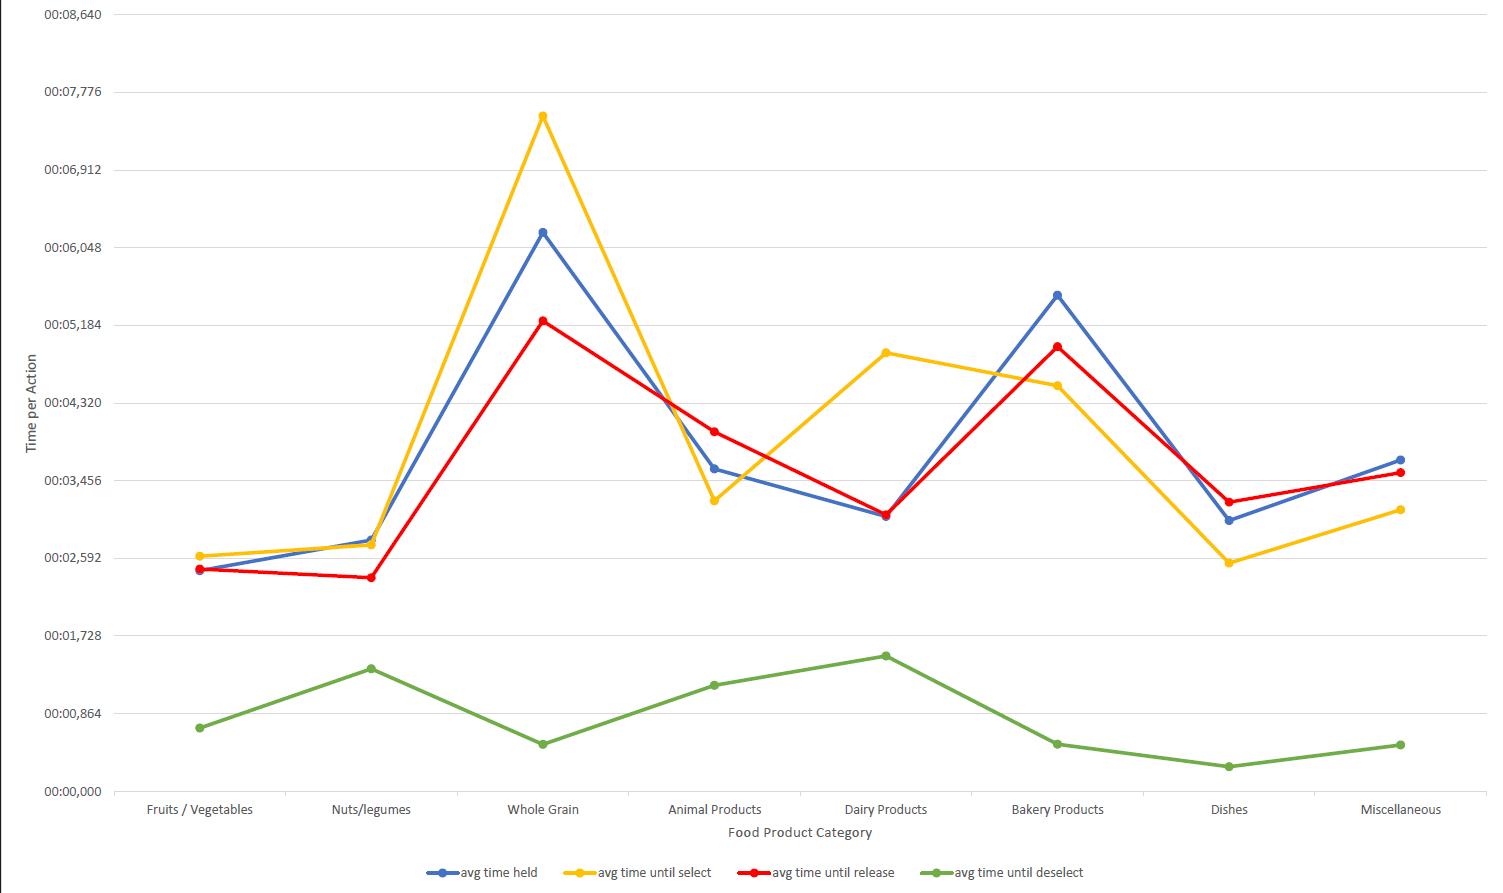 00:08,640
00:07,776
00:06,912
00:06,048
00:05,184
00:04,320
00:03,456
00:02,592
00:01,728
00:00,864
00:00,000
Time per Action
Fruits / Vegetables Nuts/legumes Whole Grain Animal Products Dairy Products Bakery Products Dishes Miscellaneous
Food Product Category
avg time held avg time until select avg time until release avg time until deselect